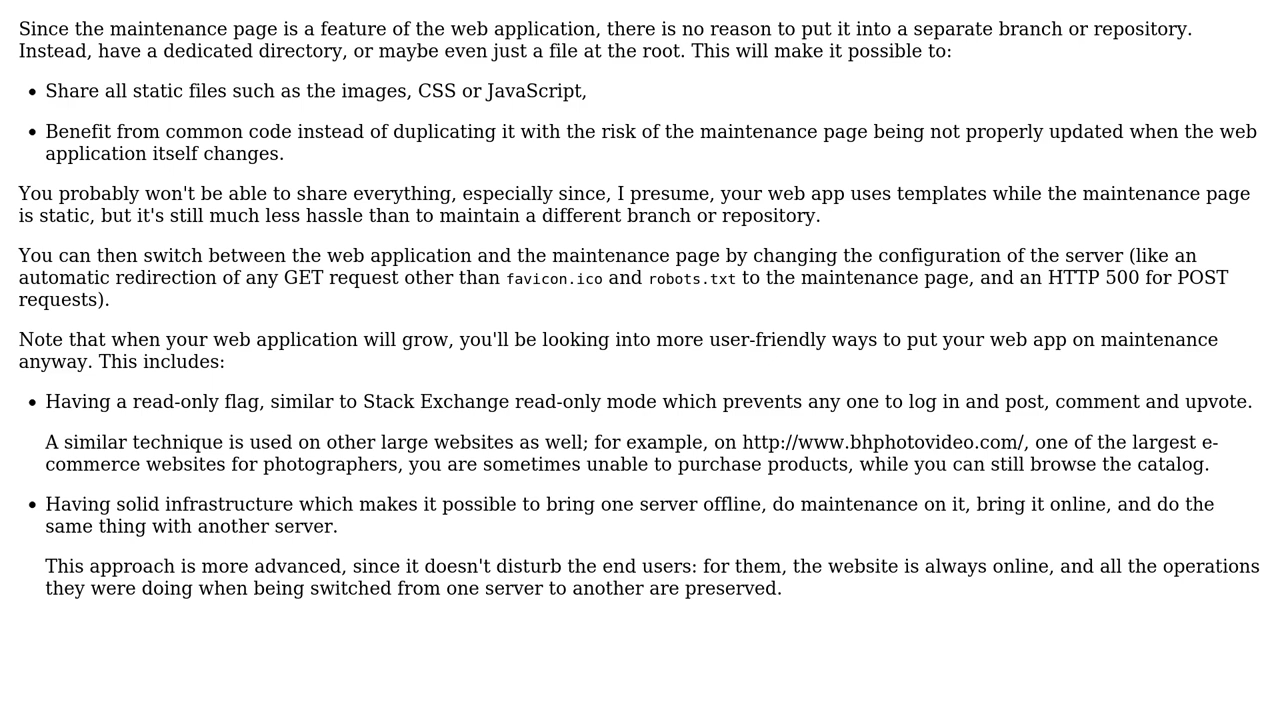 Since the maintenance page is a feature of the web application, there is no reason to put it into a separate branch or repository.
Instead, have a dedicated directory, or maybe even just a file at the root. This will make it possible to:
• Share all static files such as the images, CSS or JavaScript,
• Benefit from common code instead of duplicating it with the risk of the maintenance page being not properly updated when the web
application itself changes.
You probably won't be able to share everything, especially since, I presume, your web app uses templates while the maintenance page
is static, but it's still much less hassle than to maintain a different branch or repository.
You can then switch between the web application and the maintenance page by changing the configuration of the server (like an
automatic redirection of any GET request other than favicon.ico and robots.txt to the maintenance page, and an HTTP 500 for POST
requests).
Note that when your web application will grow, you'll be looking into more user-friendly ways to put your web app on maintenance
anyway. This includes:
• Having a read-only flag, similar to Stack Exchange read-only mode which prevents any one to log in and post, comment and upvote.
A similar technique is used on other large websites as well; for example, on http://www.bhphotovideo.com/, one of the largest e-
commerce websites for photographers, you are sometimes unable to purchase products, while you can still browse the catalog.
• Having solid infrastructure which makes it possible to bring one server offline, do maintenance on it, bring it online, and do the
same thing with another server.
This approach is more advanced, since it doesn't disturb the end users: for them, the website is always online, and all the operations
they were doing when being switched from one server to another are preserved.